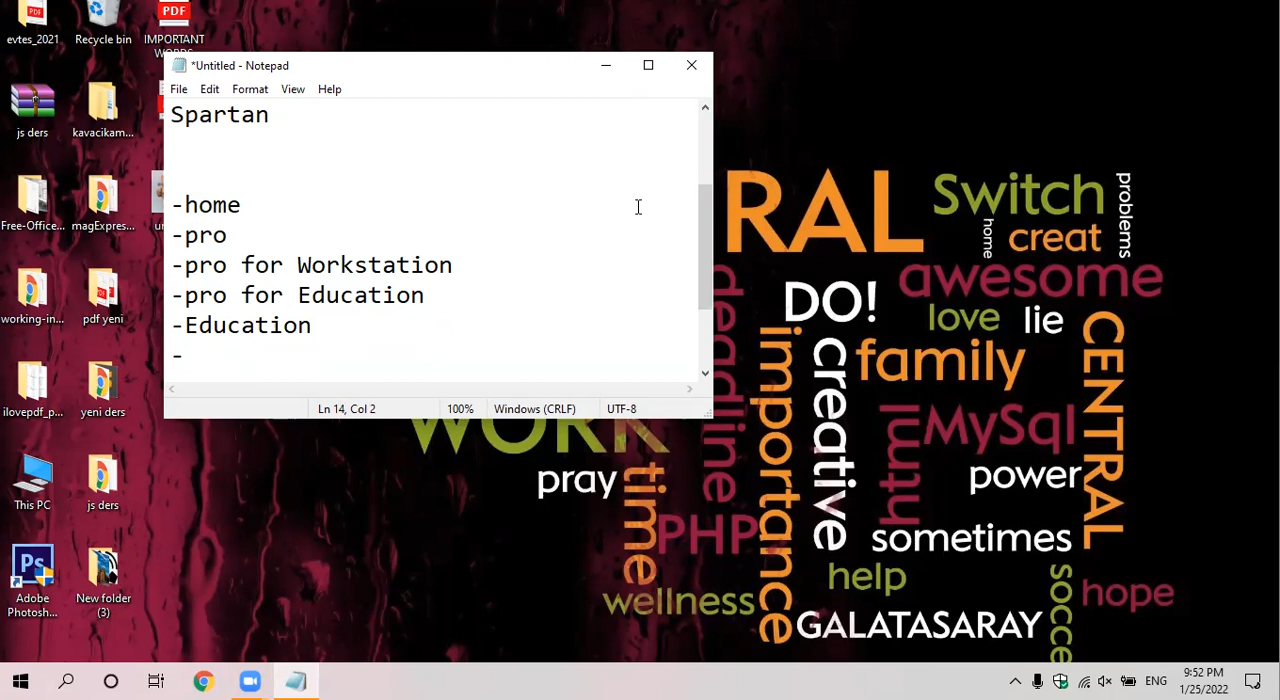 evtes_2021
Recycle bin
PDF
IMPORTANT
WORDS
*Untitled - Notepad
File Edit Format View Help
Spartan
-home
-pro
-pro for Workstation
-pro for Education
-Education
-
Ln 14, Col 2
100%
Windows (CRLF)
UTF-8
js ders
kavacikam...
Free-Office...
magExpres...
working-in...
pdf yeni
ilovepdf_p...
yeni ders
This PC
js ders
Ps
Adobe
Photosh...
New folder
(3)
RAL
Switch
problems
home
creat
awesome
DO!
love
lie
deadline
importance
creative
family
CENTRAL
html
MySql
WORK
pray
time
power
PHP
sometimes
help
wellness
GALATASARAY
hope
ENG
9:52 PM
1/25/2022